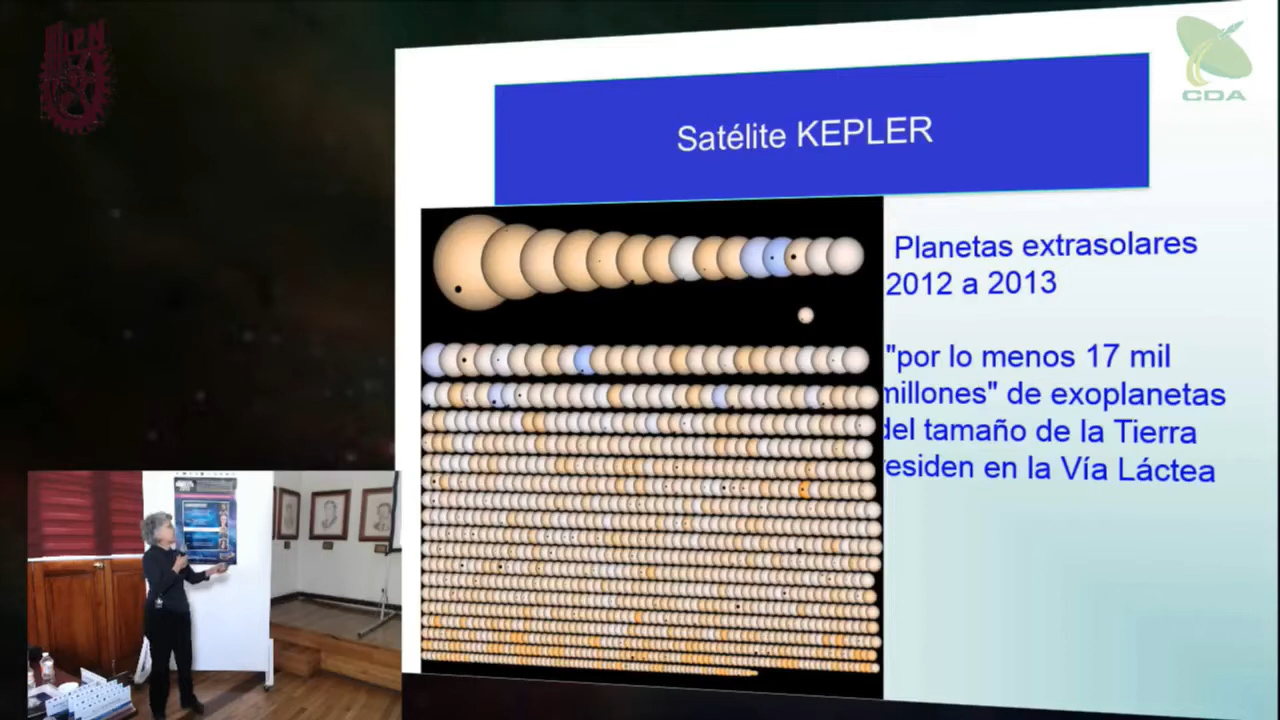 IPN
CDA
Satélite KEPLER
Planetas extrasolares
2012 a 2013
"por lo menos 17 mil
millones" de exoplanetas
del tamaño de la Tierra
residen en la Vía Láctea